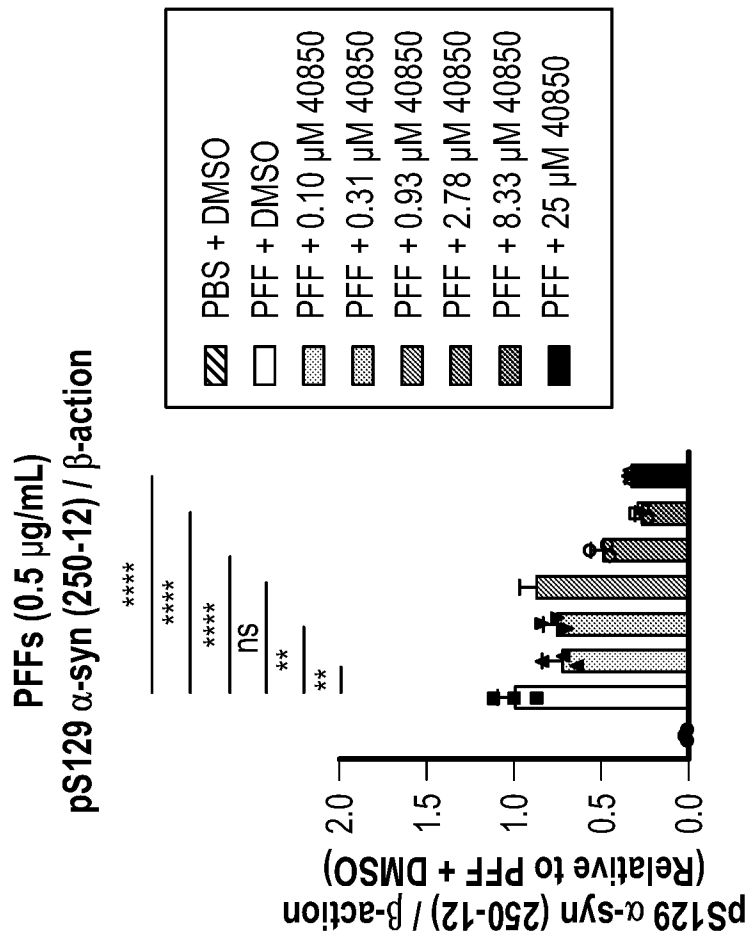 PFFs (0.5 μg/mL)
pS129 α-syn (250-12) / β-action
****
****
****
ns
**
**
pS129 α-syn (250-12) / β-action
(Relative to PFF + DMSO)
2.0
1.5
1.0
0.5
0.0
PBS + DMSO
PFF + DMSO
PFF + 0.10 μM 40850
PFF + 0.31 μM 40850
PFF + 0.93 μM 40850
PFF + 2.78 μM 40850
PFF + 8.33 μM 40850
PFF + 25 μM 40850